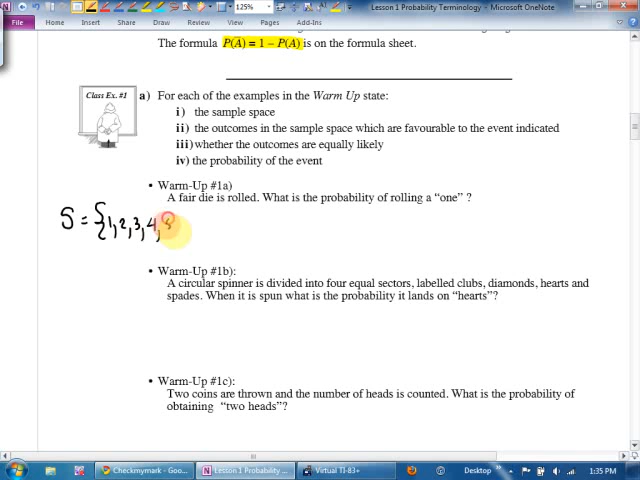 Lesson 1 Probability Terminology - Microsoft OneNote
File Home Insert Share Draw Review View Add-Ins
125%
The formula P(A̅) = 1 – P(A) is on the formula sheet.
Class Ex. #1
a) For each of the examples in the Warm Up state:
i) the sample space
ii) the outcomes in the sample space which are favourable to the event indicated
iii) whether the outcomes are equally likely
iv) the probability of the event
• Warm-Up #1a)
A fair die is rolled. What is the probability of rolling a “one” ?
S = {1, 2, 3, 4, 5
• Warm-Up #1b):
A circular spinner is divided into four equal sectors, labelled clubs, diamonds, hearts and
spades. When it is spun what is the probability it lands on “hearts”?
• Warm-Up #1c):
Two coins are thrown and the number of heads is counted. What is the probability of
obtaining “two heads”?
Checkmymark - Goo... Lesson 1 Probability ... Virtual TI-83+ Desktop 1:35 PM